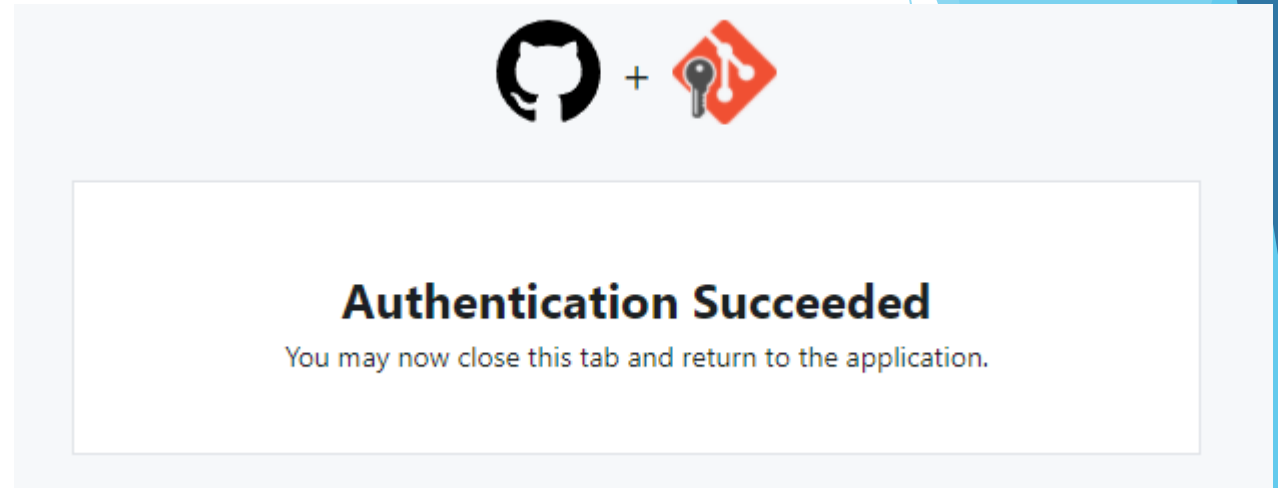 +
Authentication Succeeded
You may now close this tab and return to the application.